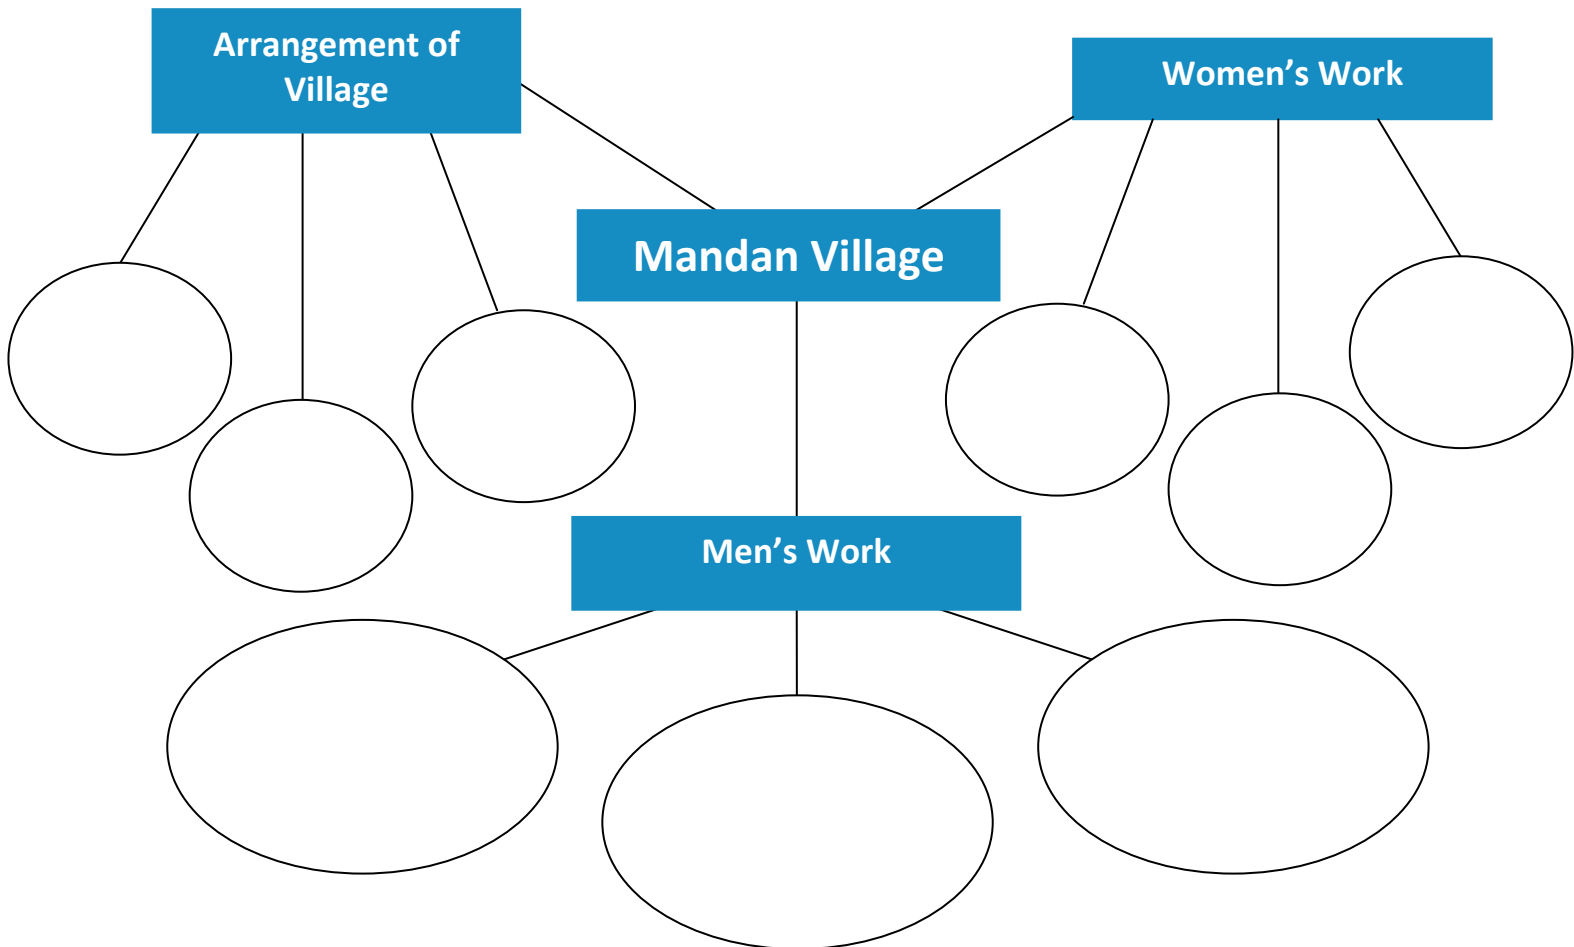 Arrangement of
Village
Women’s Work
Mandan Village
Men’s Work